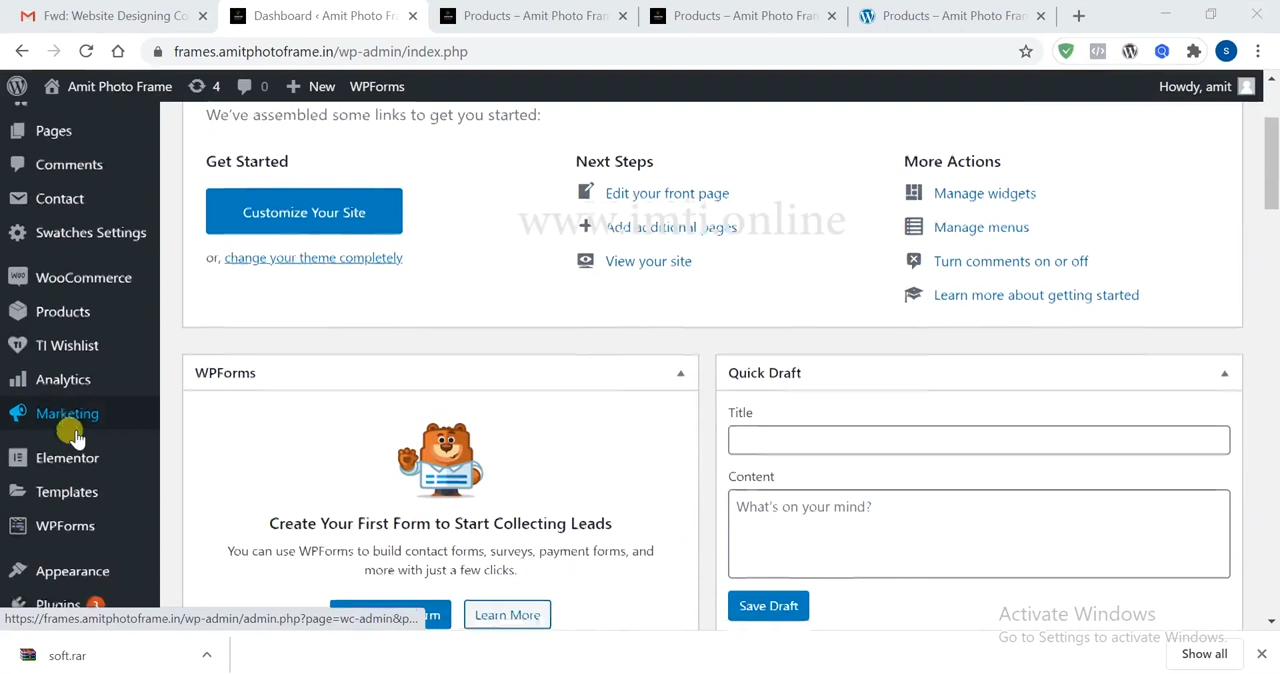 Fwd: Website Designing Co
Dashboard ‹ Amit Photo Fr
Products – Amit Photo Fran
Products – Amit Photo Fran
Products – Amit Photo Fran
frames.amitphotoframe.in/wp-admin/index.php
S
Amit Photo Frame
4
0
New
WPForms
Howdy, amit
Pages
Comments
Contact
Swatches Settings
WooCommerce
Products
TI Wishlist
Analytics
Marketing
Elementor
Templates
WPForms
Appearance
Plugins
https://frames.amitphotoframe.in/wp-admin/admin.php?page=wc-admin&p...
We've assembled some links to get you started:
Get Started
Customize Your Site
or, change your theme completely
Next Steps
Edit your front page
Add additional pages
View your site
More Actions
Manage widgets
Manage menus
Turn comments on or off
Learn more about getting started
www.imti.online
WPForms
Create Your First Form to Start Collecting Leads
You can use WPForms to build contact forms, surveys, payment forms, and
more with just a few clicks.
Learn More
Quick Draft
Title
Content
What's on your mind?
Save Draft
Activate Windows
Go to Settings to activate Windows.
soft.rar
Show all